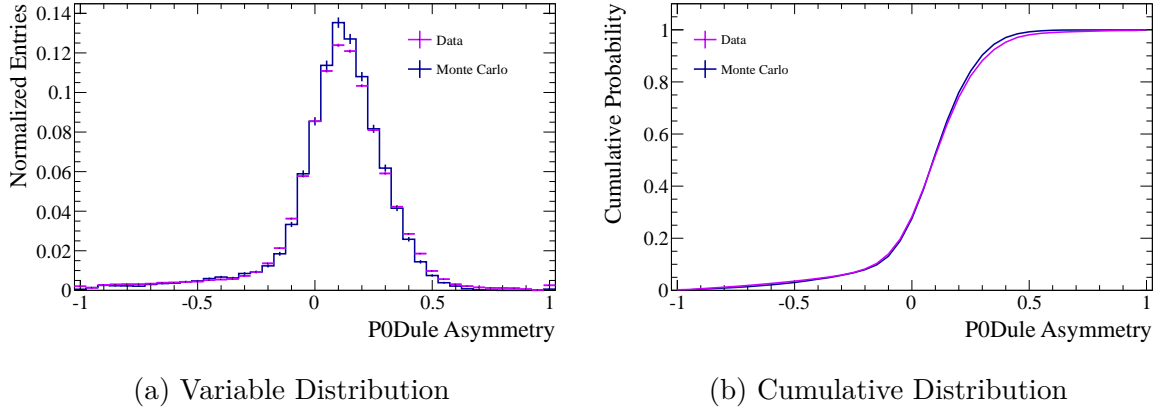 Normalized Entries
0.14
0.12
0.1
0.08
0.06
0.04
0.02
0
-1
-0.5
0
0.5
1
P0Dule Asymmetry
Data
Monte Carlo
(a) Variable Distribution
Cumulative Probability
1
0.8
0.6
0.4
0.2
0
-1
-0.5
0
0.5
1
P0Dule Asymmetry
Data
Monte Carlo
(b) Cumulative Distribution